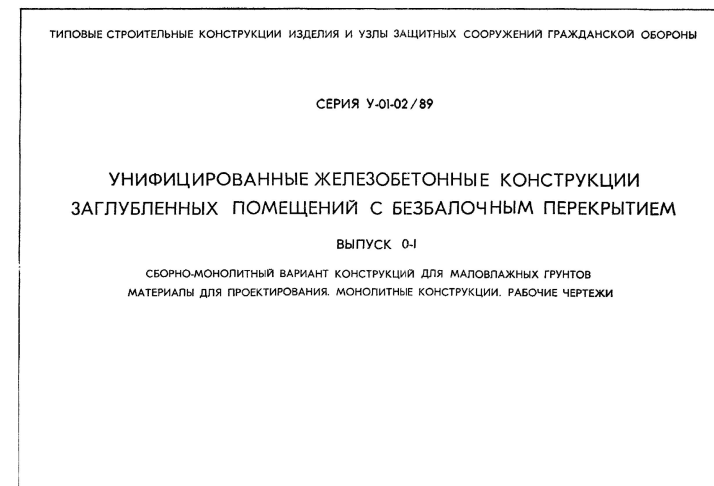 ТИПОВЫЕ СТРОИТЕЛЬНЫЕ КОНСТРУКЦИИ ИЗДЕЛИЯ И УЗЛЫ ЗАЩИТНЫХ СООРУЖЕНИЙ ГРАЖДАНСКОЙ ОБОРОНЫ
СЕРИЯ У-01-02/89
УНИФИЦИРОВАННЫЕ ЖЕЛЕЗОБЕТОННЫЕ КОНСТРУКЦИИ
ЗАГЛУБЛЕННЫХ ПОМЕЩЕНИЙ С БЕЗБАЛОЧНЫМ ПЕРЕКРЫТИЕМ
ВЫПУСК 0-1
СБОРНО-МОНОЛИТНЫЙ ВАРИАНТ КОНСТРУКЦИЙ ДЛЯ МАЛОВЛАЖНЫХ ГРУНТОВ
МАТЕРИАЛЫ ДЛЯ ПРОЕКТИРОВАНИЯ. МОНОЛИТНЫЕ КОНСТРУКЦИИ. РАБОЧИЕ ЧЕРТЕЖИ